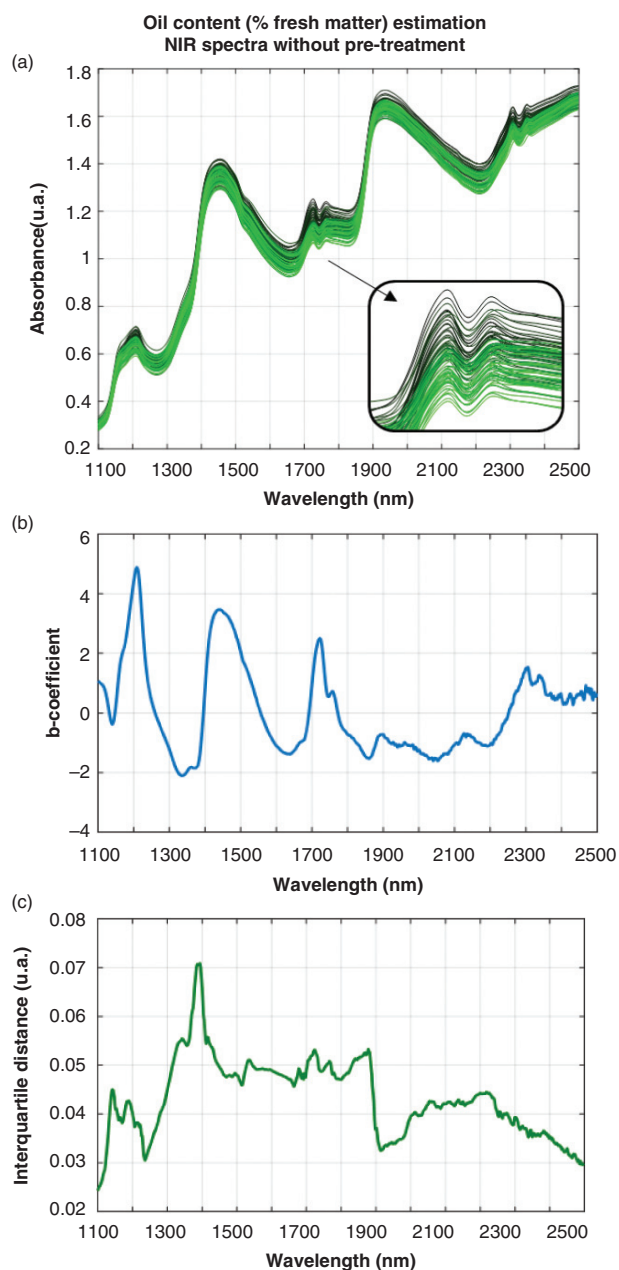 Oil content (% fresh matter) estimation
NIR spectra without pre-treatment
(a)
Absorbance(u.a.)
1.8
1.6
1.4
1.2
1
0.8
0.6
0.4
0.2
1100 1300 1500 1700 1900 2100 2300 2500
Wavelength (nm)
(b)
b-coefficient
6
4
2
0
−2
−4
1100 1300 1500 1700 1900 2100 2300 2500
Wavelength (nm)
(c)
Interquartile distance (u.a.)
0.08
0.07
0.06
0.05
0.04
0.03
0.02
1100 1300 1500 1700 1900 2100 2300 2500
Wavelength (nm)